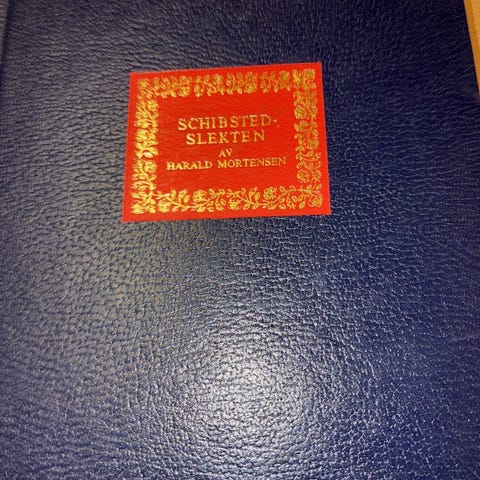 SCHIBSTED-
SLEKTEN
AV
HARALD MORTENSEN